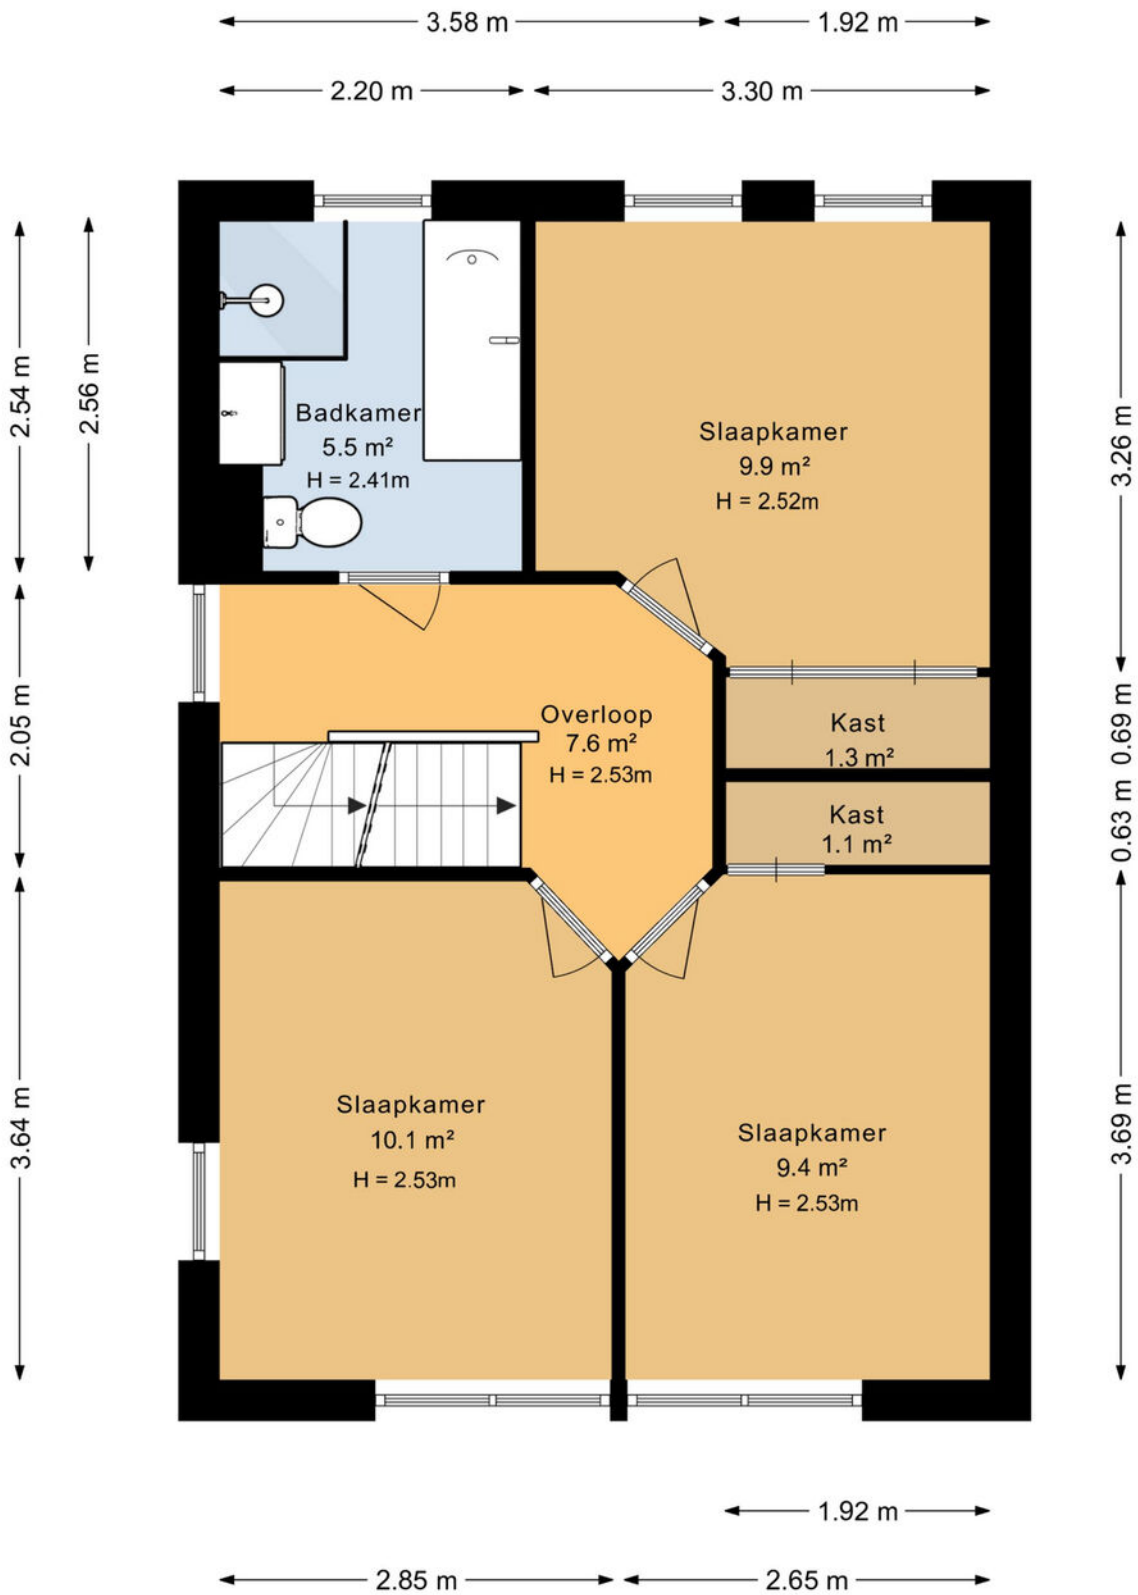 3.58 m
1.92 m
2.20 m
3.30 m
2.54 m
2.56 m
Badkamer
5.5 m²
H = 2.41m
Slaapkamer
9.9 m²
H = 2.52m
3.26 m
2.05 m
Overloop
7.6 m²
H = 2.53m
Kast
1.3 m²
0.69 m
Kast
1.1 m²
0.63 m
3.64 m
Slaapkamer
10.1 m²
H = 2.53m
Slaapkamer
9.4 m²
H = 2.53m
3.69 m
1.92 m
2.85 m
2.65 m